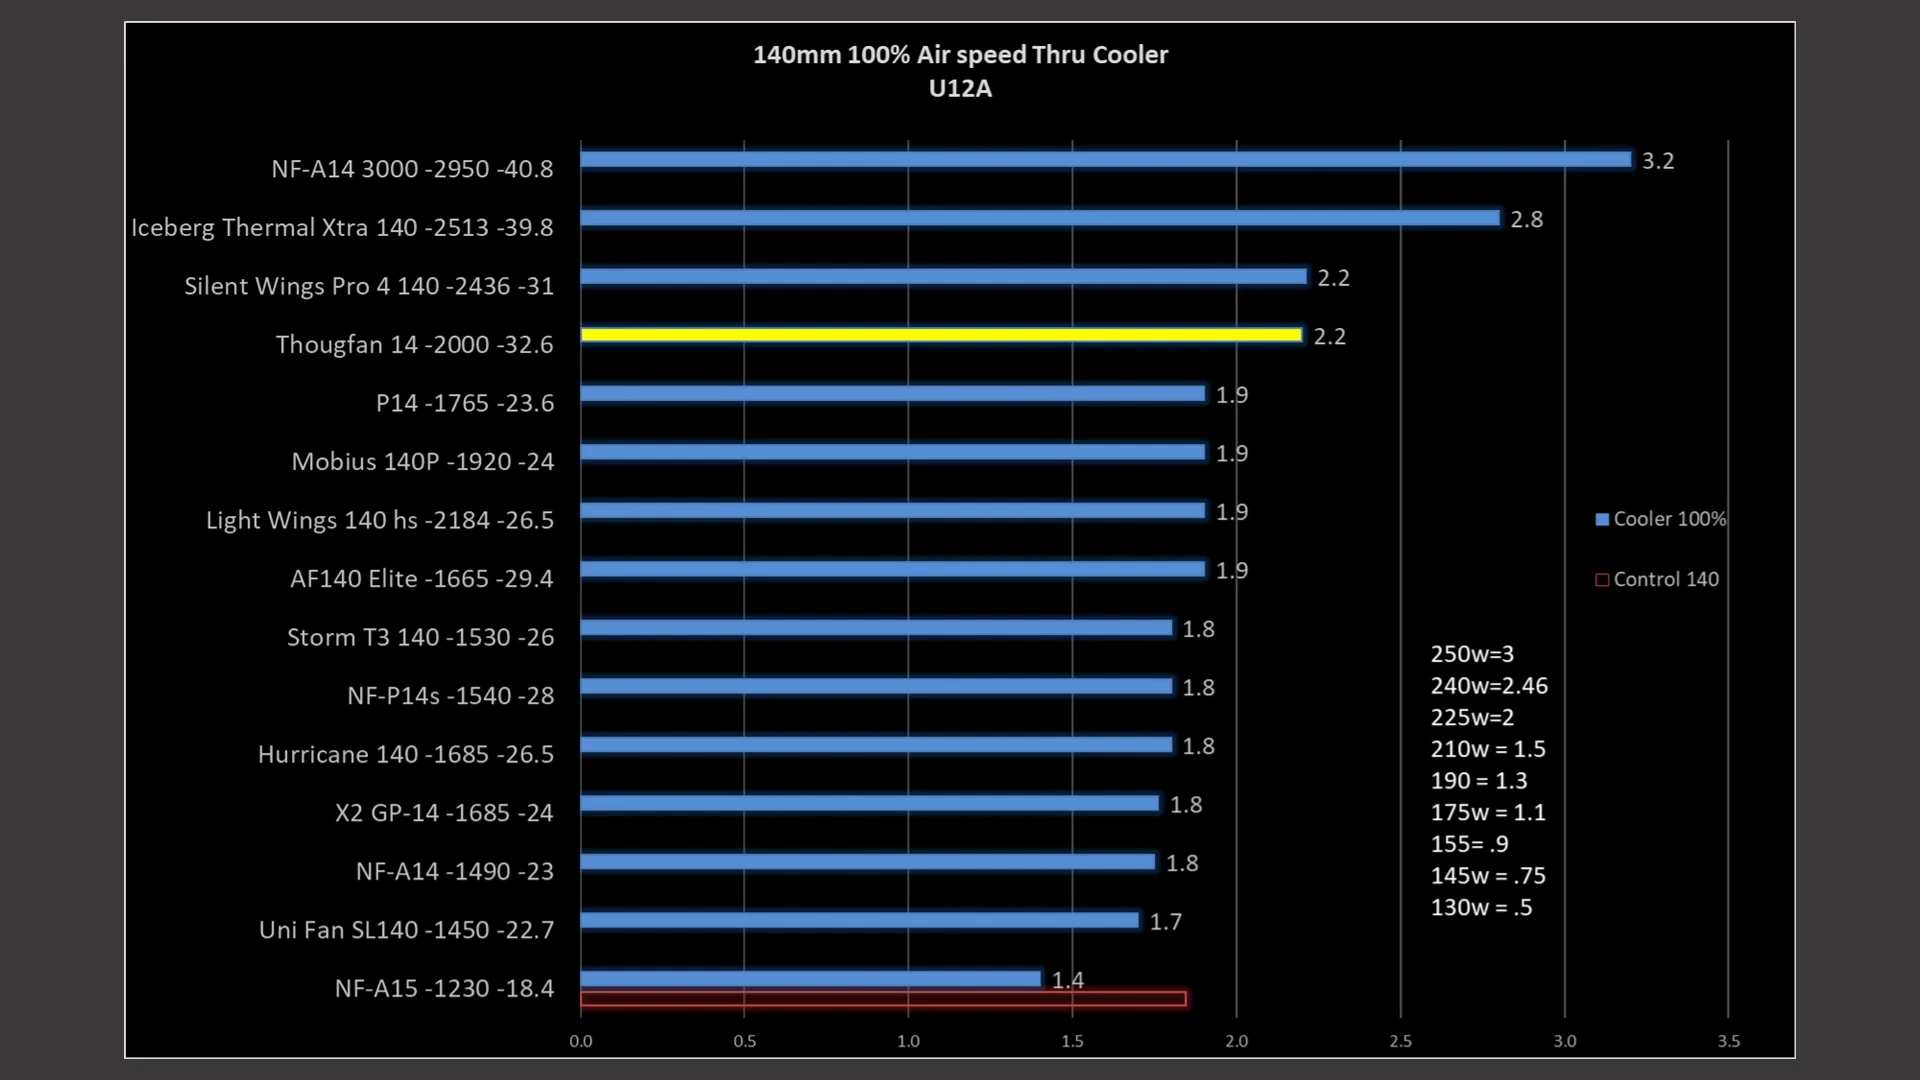 140mm 100% Air speed Thru Cooler
U12A
NF-A14 3000 -2950 -40.8
3.2
Iceberg Thermal Xtra 140 -2513 -39.8
2.8
Silent Wings Pro 4 140 -2436 -31
2.2
Thougfan 14 -2000 -32.6
2.2
P14 -1765 -23.6
1.9
Mobius 140P -1920 -24
1.9
Light Wings 140 hs -2184 -26.5
1.9
Cooler 100%
AF140 Elite -1665 -29.4
1.9
Control 140
Storm T3 140 -1530 -26
1.8
NF-P14s -1540 -28
1.8
Hurricane 140 -1685 -26.5
1.8
X2 GP-14 -1685 -24
1.8
NF-A14 -1490 -23
1.8
Uni Fan SL140 -1450 -22.7
1.7
NF-A15 -1230 -18.4
1.4
250w=3
240w=2.46
225w=2
210w = 1.5
190 = 1.3
175w = 1.1
155= .9
145w = .75
130w = .5
0.0 0.5 1.0 1.5 2.0 2.5 3.0 3.5